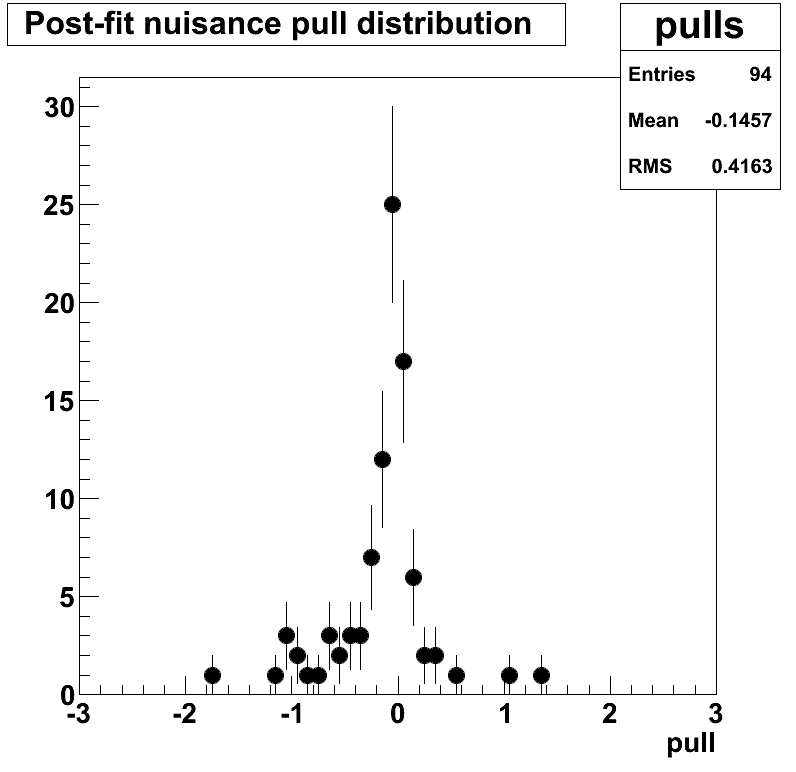 Post-fit nuisance pull distribution
pulls
Entries 94
Mean -0.1457
RMS 0.4163
30
25
20
15
10
5
0
-3 -2 -1 0 1 2 3
pull